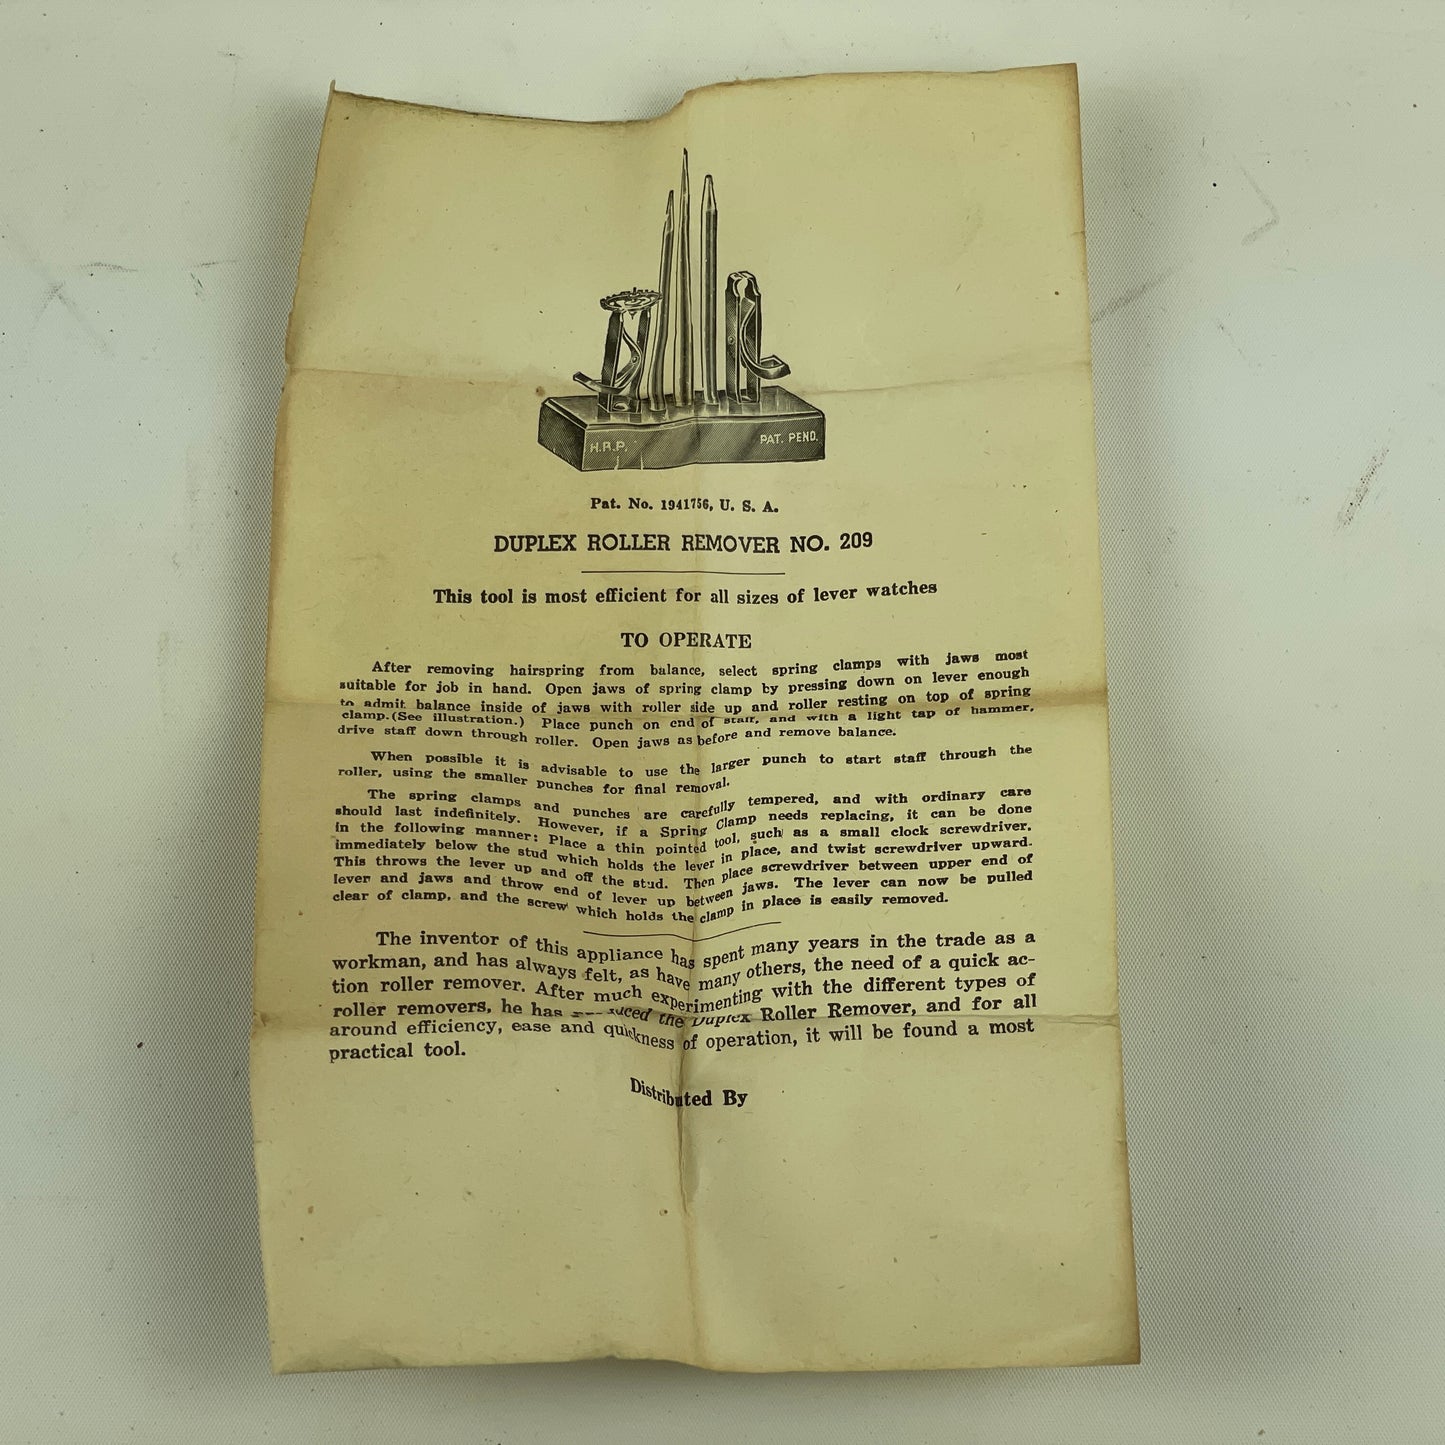 H.R.P.
PAT. PEND.
Pat. No. 1941756, U. S. A.
DUPLEX ROLLER REMOVER NO. 209
This tool is most efficient for all sizes of lever watches
TO OPERATE
After removing hairspring from balance, select spring clamps with jaws most
suitable for job in hand. Open jaws of spring clamp by pressing down on lever enough
to admit balance inside of jaws with roller side up and roller resting on top of spring
clamp. (See illustration.) Place punch on end of staff, and with a light tap of hammer,
drive staff down through roller. Open jaws as before and remove balance.
When possible it is advisable to use the larger punch to start staff through the
roller, using the smaller punches for final removal.
The spring clamps and punches are carefully tempered, and with ordinary care
should last indefinitely. However, if a Spring Clamp needs replacing, it can be done
in the following manner: Place a thin pointed tool, such as a small clock screwdriver,
immediately below the stud which holds the lever in place, and twist screwdriver upward.
This throws the lever up and off the stud. Then place screwdriver between upper end of
lever and jaws and throw end of lever up between jaws. The lever can now be pulled
clear of clamp, and the screw which holds the clamp in place is easily removed.
The inventor of this appliance has spent many years in the trade as a
workman, and has always felt, as have many others, the need of a quick ac-
tion roller remover. After much experimenting with the different types of
roller removers, he has the Duplex Roller Remover, and for all
around efficiency, ease and quickness of operation, it will be found a most
practical tool.
Distributed By